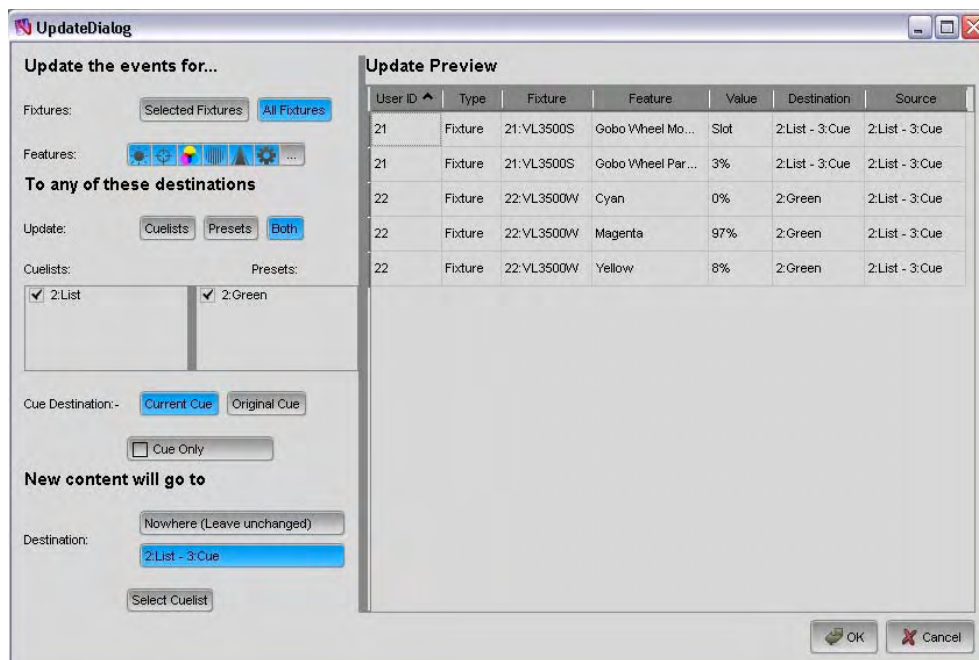 UpdateDialog
Update the events for...
Fixtures: Selected Fixtures All Fixtures
Features: ...
To any of these destinations
Update: Cuelists Presets Both
Cuelists: Presets:
2:List 2:Green
Cue Destination:- Current Cue Original Cue
Cue Only
New content will go to
Destination: Nowhere (Leave unchanged)
2:List - 3:Cue
Select Cuelist
Update Preview
User ID Type Fixture Feature Value Destination Source
21 Fixture 21:VL3500S Gobo Wheel Mo... Slot 2:List - 3:Cue 2:List - 3:Cue
21 Fixture 21:VL3500S Gobo Wheel Par... 3% 2:List - 3:Cue 2:List - 3:Cue
22 Fixture 22:VL3500W Cyan 0% 2:Green 2:List - 3:Cue
22 Fixture 22:VL3500W Magenta 97% 2:Green 2:List - 3:Cue
22 Fixture 22:VL3500W Yellow 8% 2:Green 2:List - 3:Cue
OK Cancel